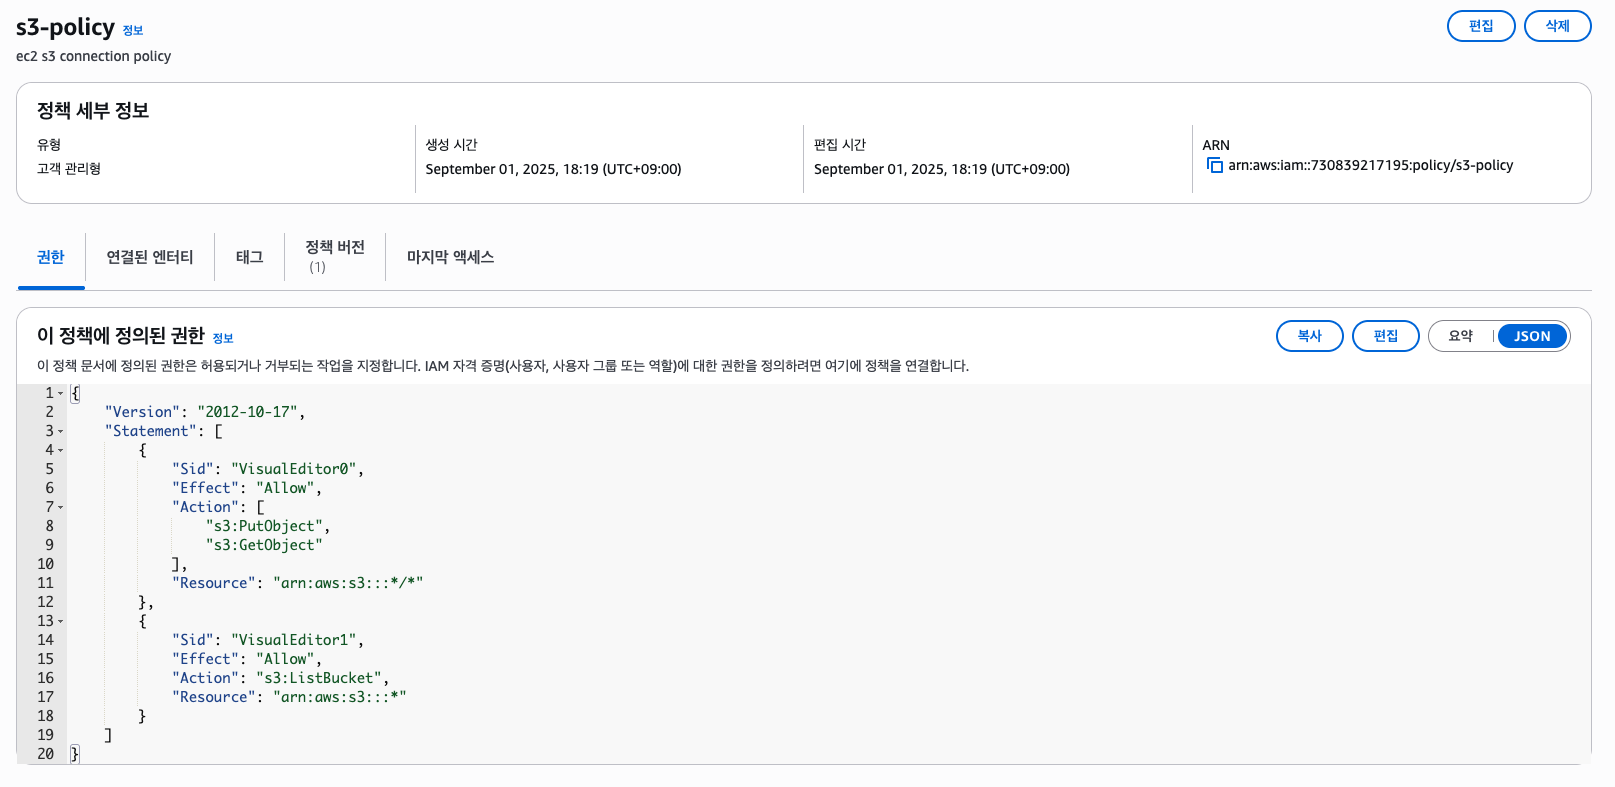 s3-policy 정보
편집
삭제
ec2 s3 connection policy
정책 세부 정보
유형
고객 관리형
생성 시간
September 01, 2025, 18:19 (UTC+09:00)
편집 시간
September 01, 2025, 18:19 (UTC+09:00)
ARN
arn:aws:iam::730839217195:policy/s3-policy
권한
연결된 엔터티
태그
정책 버전
(1)
마지막 액세스
이 정책에 정의된 권한 정보
복사
편집
요약
JSON
이 정책 문서에 정의된 권한은 허용되거나 거부되는 작업을 지정합니다. IAM 자격 증명(사용자, 사용자 그룹 또는 역할)에 대한 권한을 정의하려면 여기에 정책을 연결합니다.
1 {
2     "Version": "2012-10-17",
3     "Statement": [
4         {
5             "Sid": "VisualEditor0",
6             "Effect": "Allow",
7             "Action": [
8                 "s3:PutObject",
9                 "s3:GetObject"
10             ],
11             "Resource": "arn:aws:s3:::*/*"
12         },
13         {
14             "Sid": "VisualEditor1",
15             "Effect": "Allow",
16             "Action": "s3:ListBucket",
17             "Resource": "arn:aws:s3:::*"
18         }
19     ]
20 }